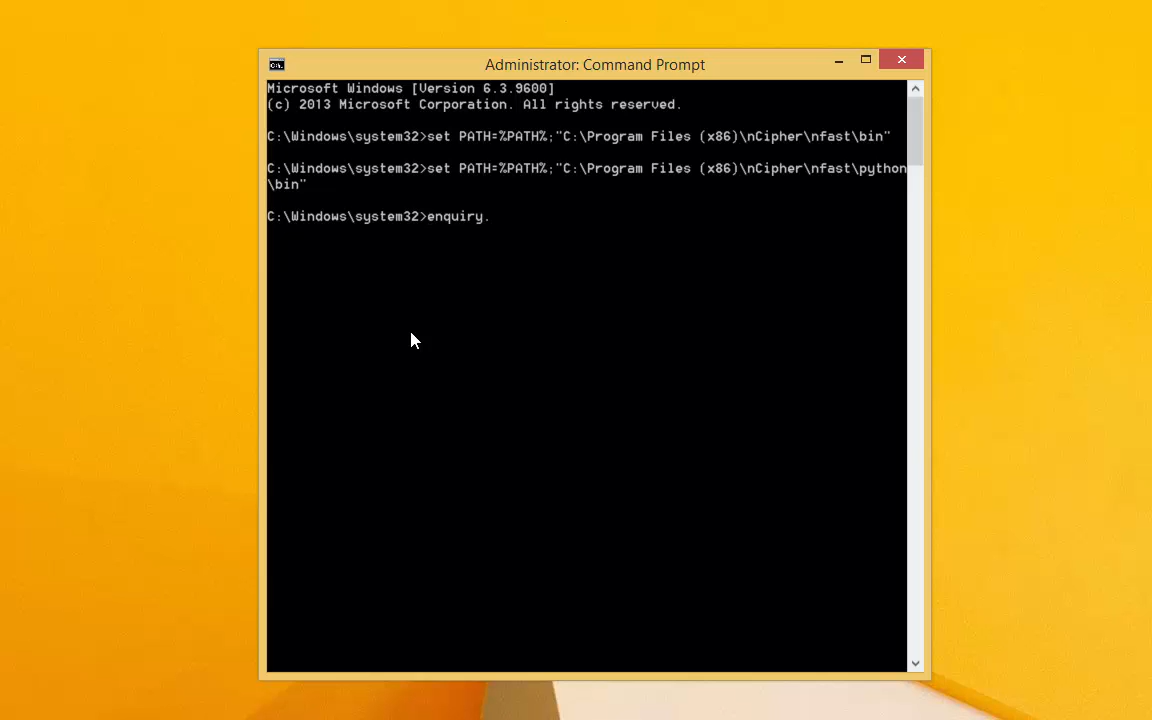 Administrator: Command Prompt
Microsoft Windows [Version 6.3.9600]
(c) 2013 Microsoft Corporation. All rights reserved.
C:\Windows\system32>set PATH=%PATH%;"C:\Program Files (x86)\nCipher\nfast\bin"
C:\Windows\system32>set PATH=%PATH%;"C:\Program Files (x86)\nCipher\nfast\python
\bin"
C:\Windows\system32>enquiry.